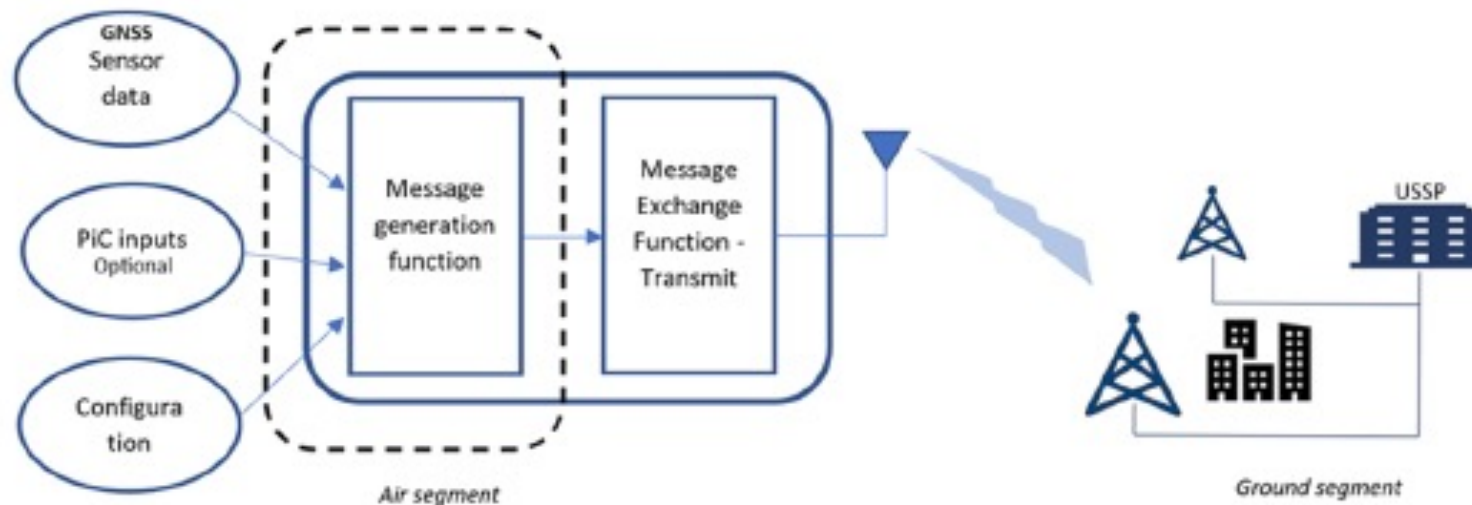 GNSS
Sensor
data
PiC inputs
Optional
Configura
tion
Message
generation
function
Message
Exchange
Function -
Transmit
USSP
Air segment
Ground segment